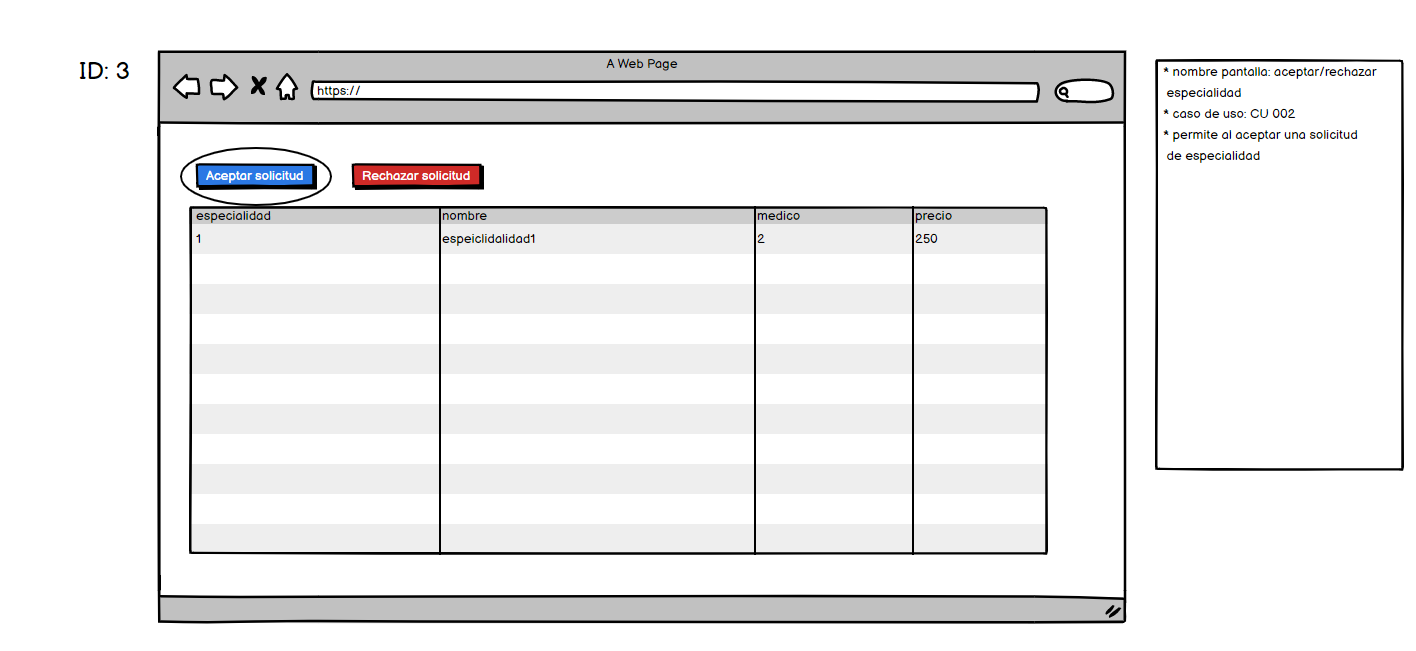 ID: 3
A Web Page
https://
Aceptar solicitud
Rechazar solicitud
especialidad nombre medico precio
1 espeiclidalidad1 2 250
* nombre pantalla: aceptar/rechazar
especialidad
* caso de uso: CU 002
* permite al aceptar una solicitud
de especialidad